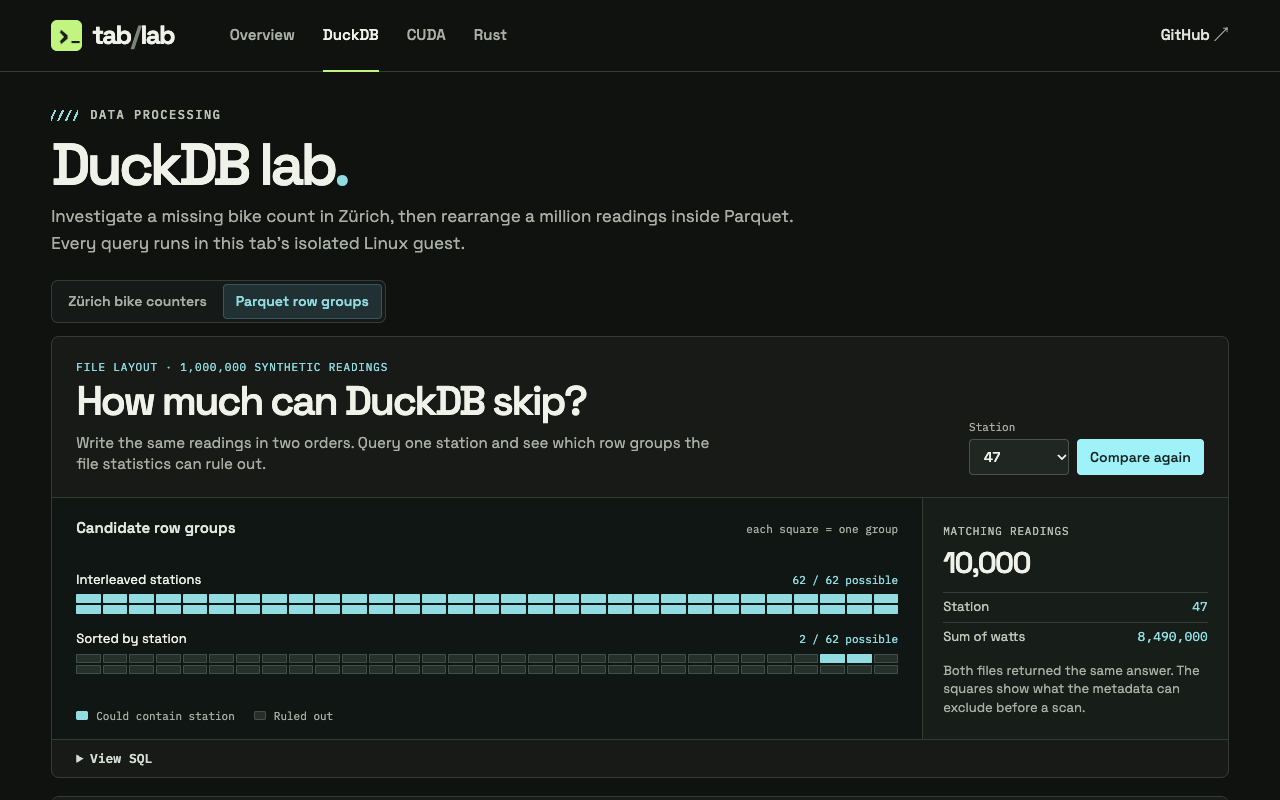 tab/lab
Overview
DuckDB
CUDA
Rust
GitHub ↗
//// DATA PROCESSING
DuckDB lab.
Investigate a missing bike count in Zürich, then rearrange a million readings inside Parquet.
Every query runs in this tab’s isolated Linux guest.
Zürich bike counters
Parquet row groups
FILE LAYOUT · 1,000,000 SYNTHETIC READINGS
How much can DuckDB skip?
Write the same readings in two orders. Query one station and see which row groups the
file statistics can rule out.
Station
47
Compare again
Candidate row groups
each square = one group
Interleaved stations
62 / 62 possible
Sorted by station
2 / 62 possible
Could contain station
Ruled out
MATCHING READINGS
10,000
Station
47
Sum of watts
8,490,000
Both files returned the same answer. The
squares show what the metadata can
exclude before a scan.
View SQL